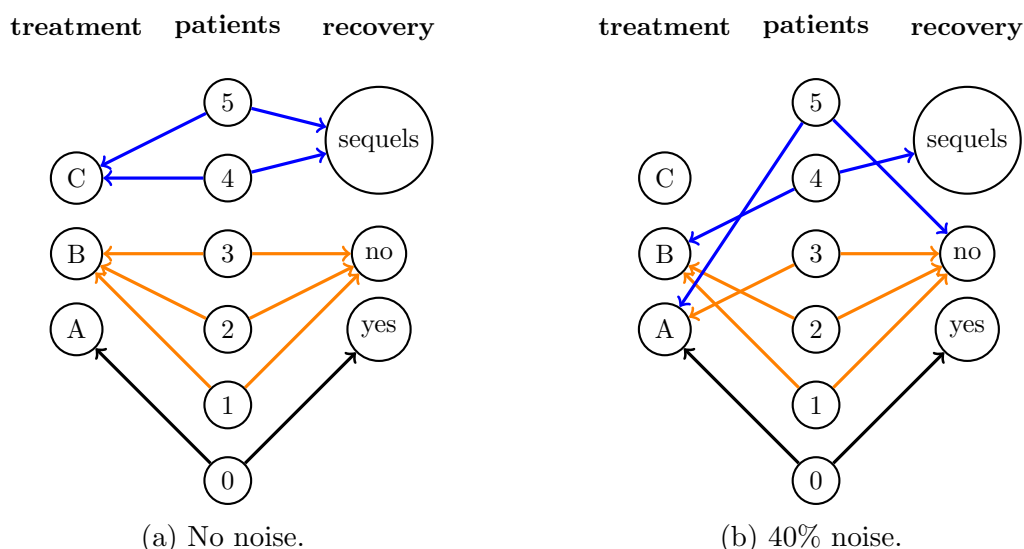 treatment patients recovery
5
sequels
C 4
B 3 no
A 2 yes
1
0
(a) No noise.
treatment patients recovery
5
sequels
C 4
B 3 no
A 2 yes
1
0
(b) 40% noise.